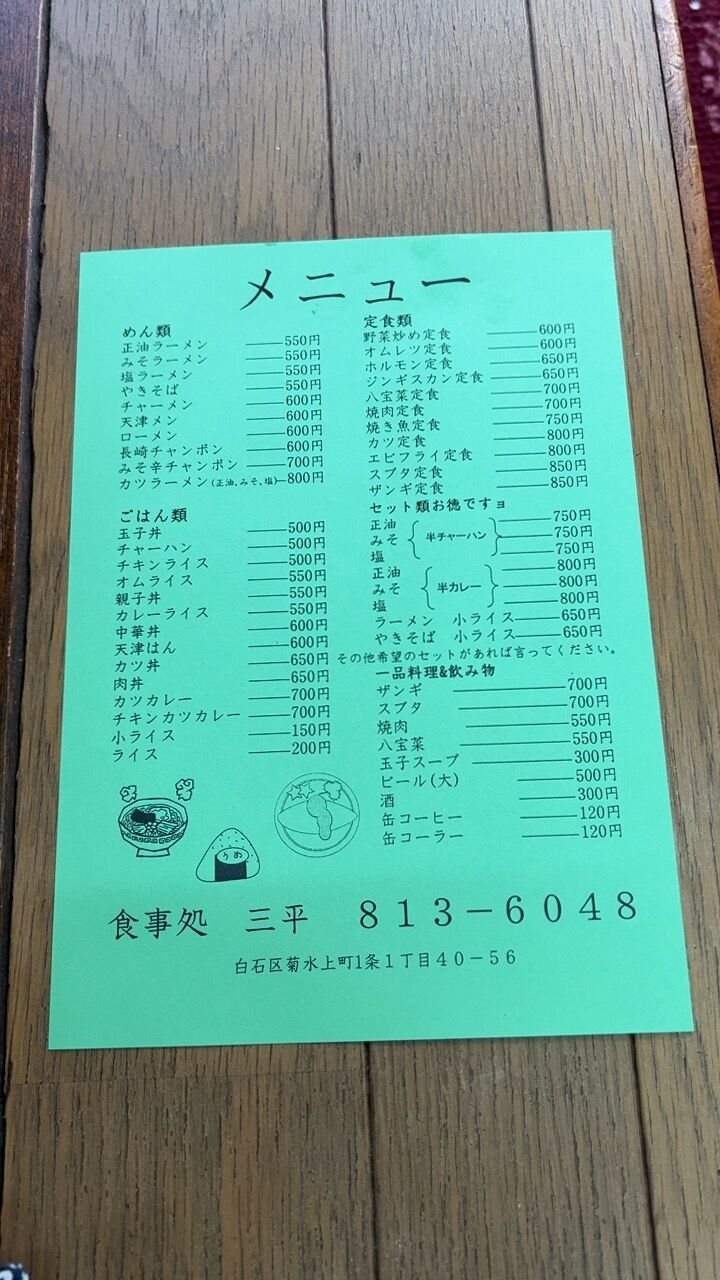 メニュー
めん類
正油ラーメン 550円
みそラーメン 550円
塩ラーメン 550円
やきそば 550円
チャーメン 600円
天津メン 600円
ローメン 600円
長崎チャンポン 600円
みそ辛チャンポン 700円
カツラーメン(正油、みそ、塩) 800円
ごはん類
玉子丼 500円
チャーハン 500円
チキンライス 500円
オムライス 550円
親子丼 550円
カレーライス 550円
中華丼 600円
天津はん 600円
カツ丼 650円
肉丼 650円
カツカレー 700円
チキンカツカレー 700円
小ライス 150円
ライス 200円
定食類
野菜炒め定食 600円
オムレツ定食 600円
ホルモン定食 650円
ジンギスカン定食 650円
八宝菜定食 700円
焼肉定食 700円
焼き魚定食 750円
カツ定食 800円
エビフライ定食 800円
スブタ定食 850円
ザンギ定食 850円
セット類お徳ですョ
正油 750円
みそ 半チャーハン 750円
塩 750円
正油 800円
みそ 半カレー 800円
塩 800円
ラーメン 小ライス 650円
やきそば 小ライス 650円
その他希望のセットがあれば言ってください。
一品料理&飲み物
ザンギ 700円
スブタ 700円
焼肉 550円
八宝菜 550円
玉子スープ 300円
ビール(大) 500円
酒 300円
缶コーヒー 120円
缶コーラー 120円
うめ
食事処 三平 813-6048
白石区菊水上町1条1丁目40-56